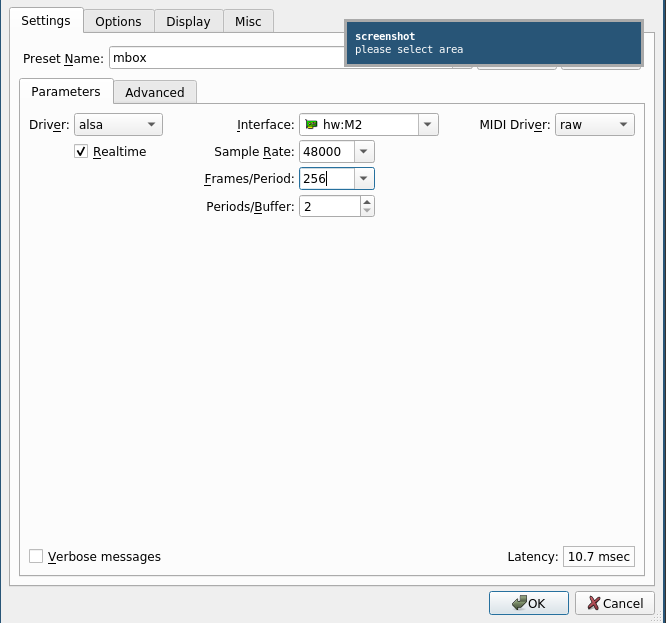 Settings Options Display Misc
screenshot
please select area
Preset Name: mbox
Parameters Advanced
Driver: alsa Interface: hw:M2 MIDI Driver: raw
Realtime Sample Rate: 48000
Frames/Period: 256
Periods/Buffer: 2
Verbose messages Latency: 10.7 msec
OK Cancel